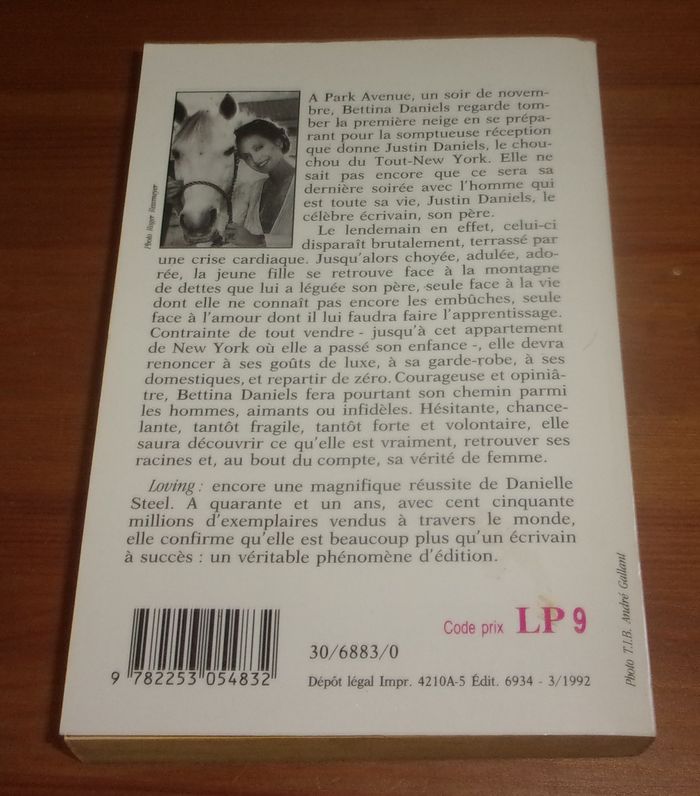 A Park Avenue, un soir de novem-
bre, Bettina Daniels regarde tom-
ber la première neige en se prépa-
rant pour la somptueuse réception
que donne Justin Daniels, le chou-
chou du Tout-New York. Elle ne
sait pas encore que ce sera sa
dernière soirée avec l'homme qui
est toute sa vie, Justin Daniels, le
célèbre écrivain, son père.
Le lendemain en effet, celui-ci
disparaît brutalement, terrassé par
une crise cardiaque. Jusqu'alors choyée, adulée, ado-
rée, la jeune fille se retrouve face à la montagne
de dettes que lui a léguée son père, seule face à la vie
dont elle ne connaît pas encore les embûches, seule
face à l'amour dont il lui faudra faire l'apprentissage.
Contrainte de tout vendre - jusqu'à cet appartement
de New York où elle a passé son enfance -, elle devra
renoncer à ses goûts de luxe, à sa garde-robe, à ses
domestiques, et repartir de zéro. Courageuse et opiniâ-
tre, Bettina Daniels fera pourtant son chemin parmi
les hommes, aimants ou infidèles. Hésitante, chance-
lante, tantôt fragile, tantôt forte et volontaire, elle
saura découvrir ce qu'elle est vraiment, retrouver ses
racines et, au bout du compte, sa vérité de femme.
Loving : encore une magnifique réussite de Danielle
Steel. A quarante et un ans, avec cent cinquante
millions d'exemplaires vendus à travers le monde,
elle confirme qu'elle est beaucoup plus qu'un écrivain
à succès : un véritable phénomène d'édition.
Photo Roger Ressmeyer
Photo T.I.B. André Gallant
Code prix LP 9
30/6883/0
9 782253 054832
Dépôt légal Impr. 4210A-5 Édit. 6934 - 3/1992